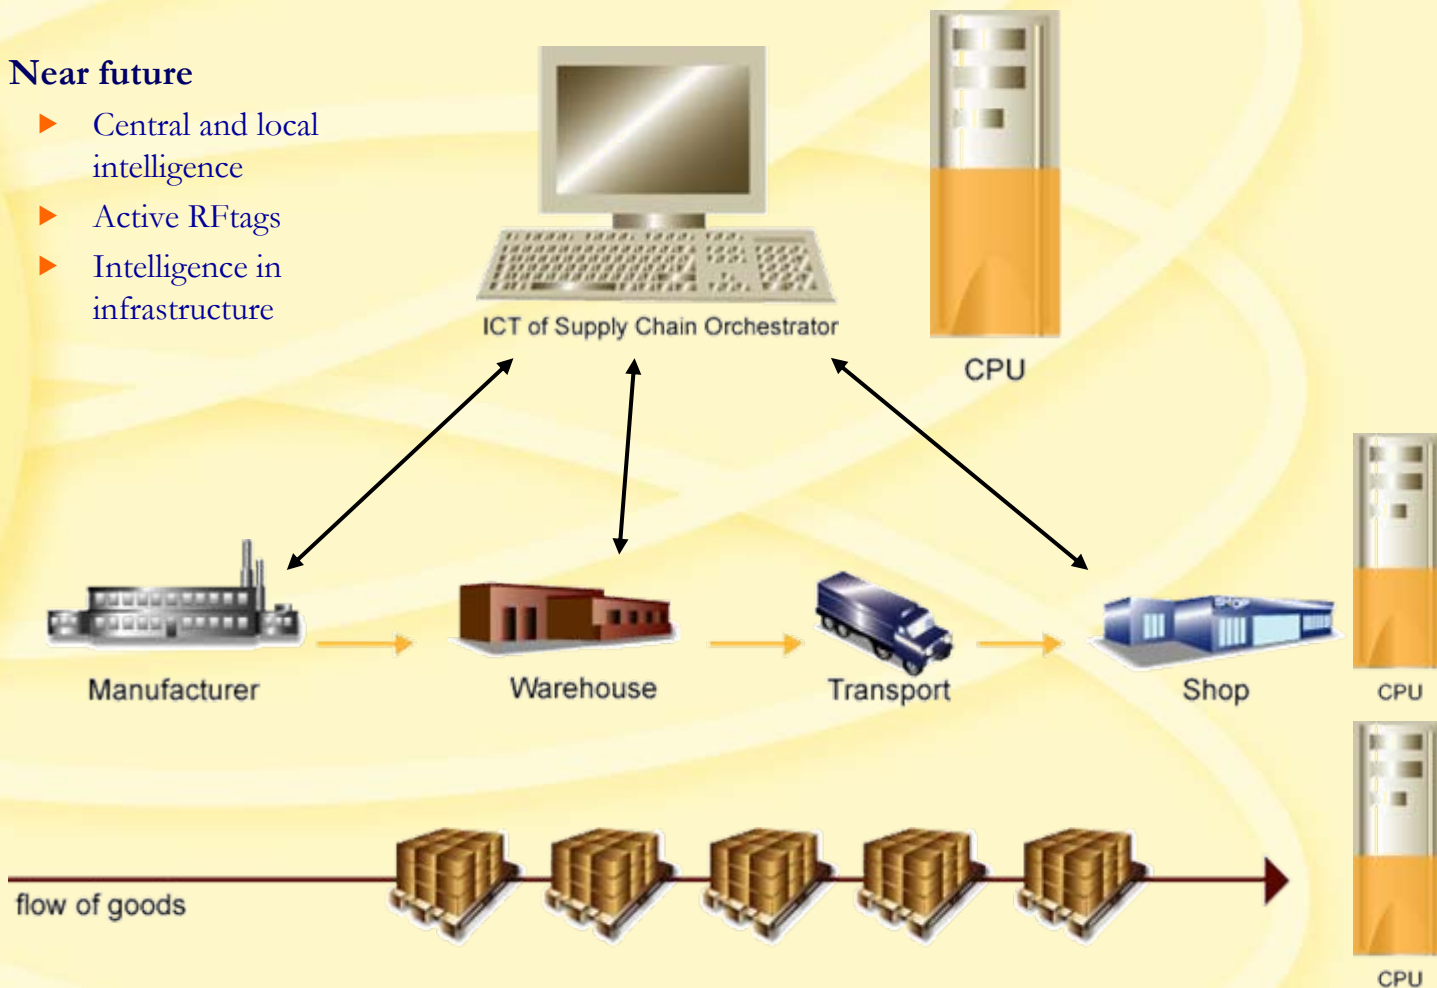 Near future
Central and local
intelligence
Active RFtags
Intelligence in
infrastructure
ICT of Supply Chain Orchestrator
CPU
SHOP
Manufacturer
Warehouse
Transport
Shop
CPU
flow of goods
CPU